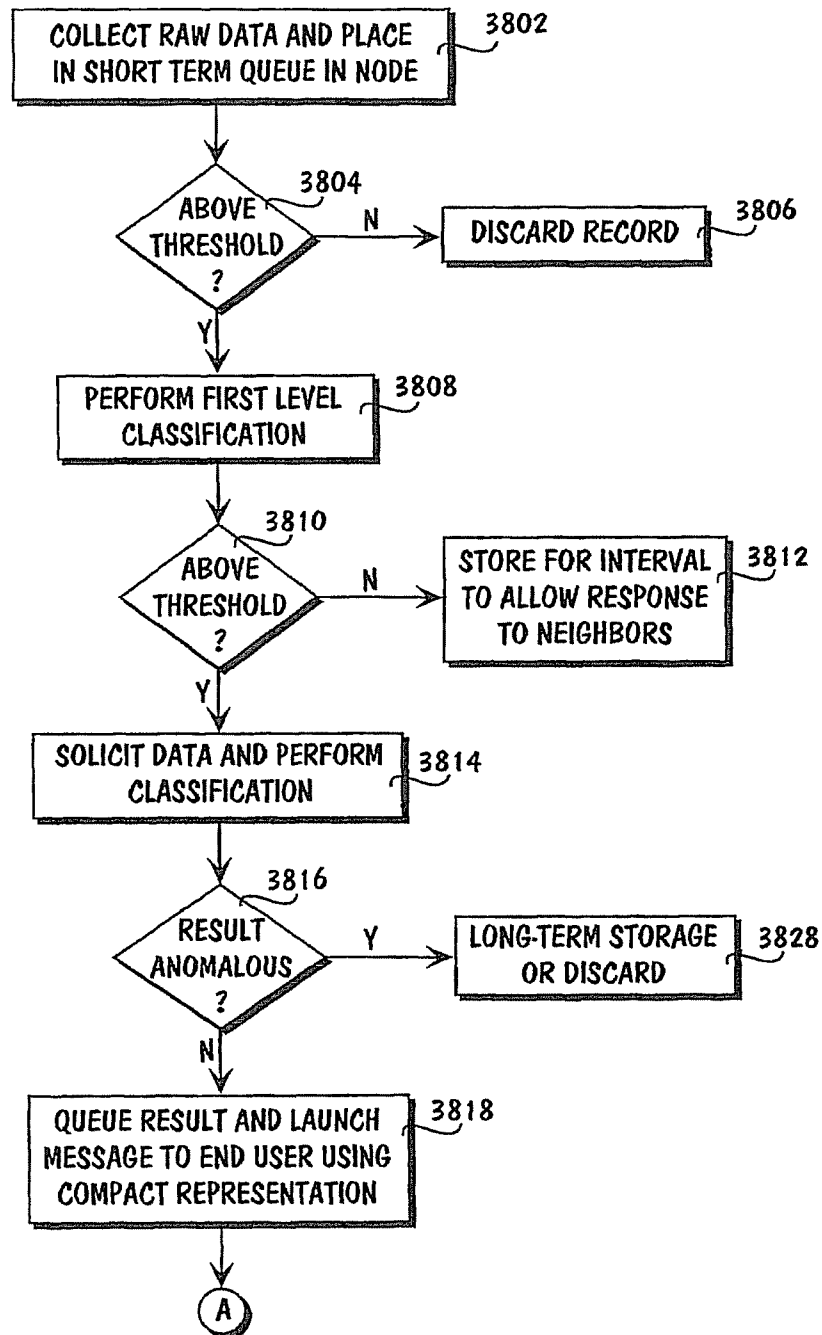 COLLECT RAW DATA AND PLACE
IN SHORT TERM QUEUE IN NODE
3802
3804
ABOVE
THRESHOLD
?
N
DISCARD RECORD
3806
Y
PERFORM FIRST LEVEL
CLASSIFICATION
3808
3810
ABOVE
THRESHOLD
?
N
STORE FOR INTERVAL
TO ALLOW RESPONSE
TO NEIGHBORS
3812
Y
SOLICIT DATA AND PERFORM
CLASSIFICATION
3814
3816
RESULT
ANOMALOUS
?
Y
LONG-TERM STORAGE
OR DISCARD
3828
N
QUEUE RESULT AND LAUNCH
MESSAGE TO END USER USING
COMPACT REPRESENTATION
3818
A